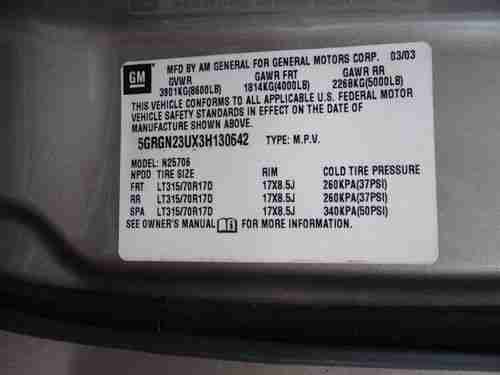 GM
MFD BY AM GENERAL FOR GENERAL MOTORS CORP. 03/03
GVWR GAWR FRT GAWR RR
3901KG(8600LB) 1814KG(4000LB) 2268KG(5000LB)
THIS VEHICLE CONFORMS TO ALL APPLICABLE U.S. FEDERAL MOTOR
VEHICLE SAFETY STANDARDS IN EFFECT ON THE DATE OF
MANUFACTURE SHOWN ABOVE.
5GRGN23UX3H130642 TYPE: M.P.V.
MODEL: N25706
NPDD TIRE SIZE RIM COLD TIRE PRESSURE
FRT LT315/70R17D 17X8.5J 260KPA(37PSI)
RR LT315/70R17D 17X8.5J 260KPA(37PSI)
SPA LT315/70R17D 17X8.5J 340KPA(50PSI)
SEE OWNER'S MANUAL FOR MORE INFORMATION.